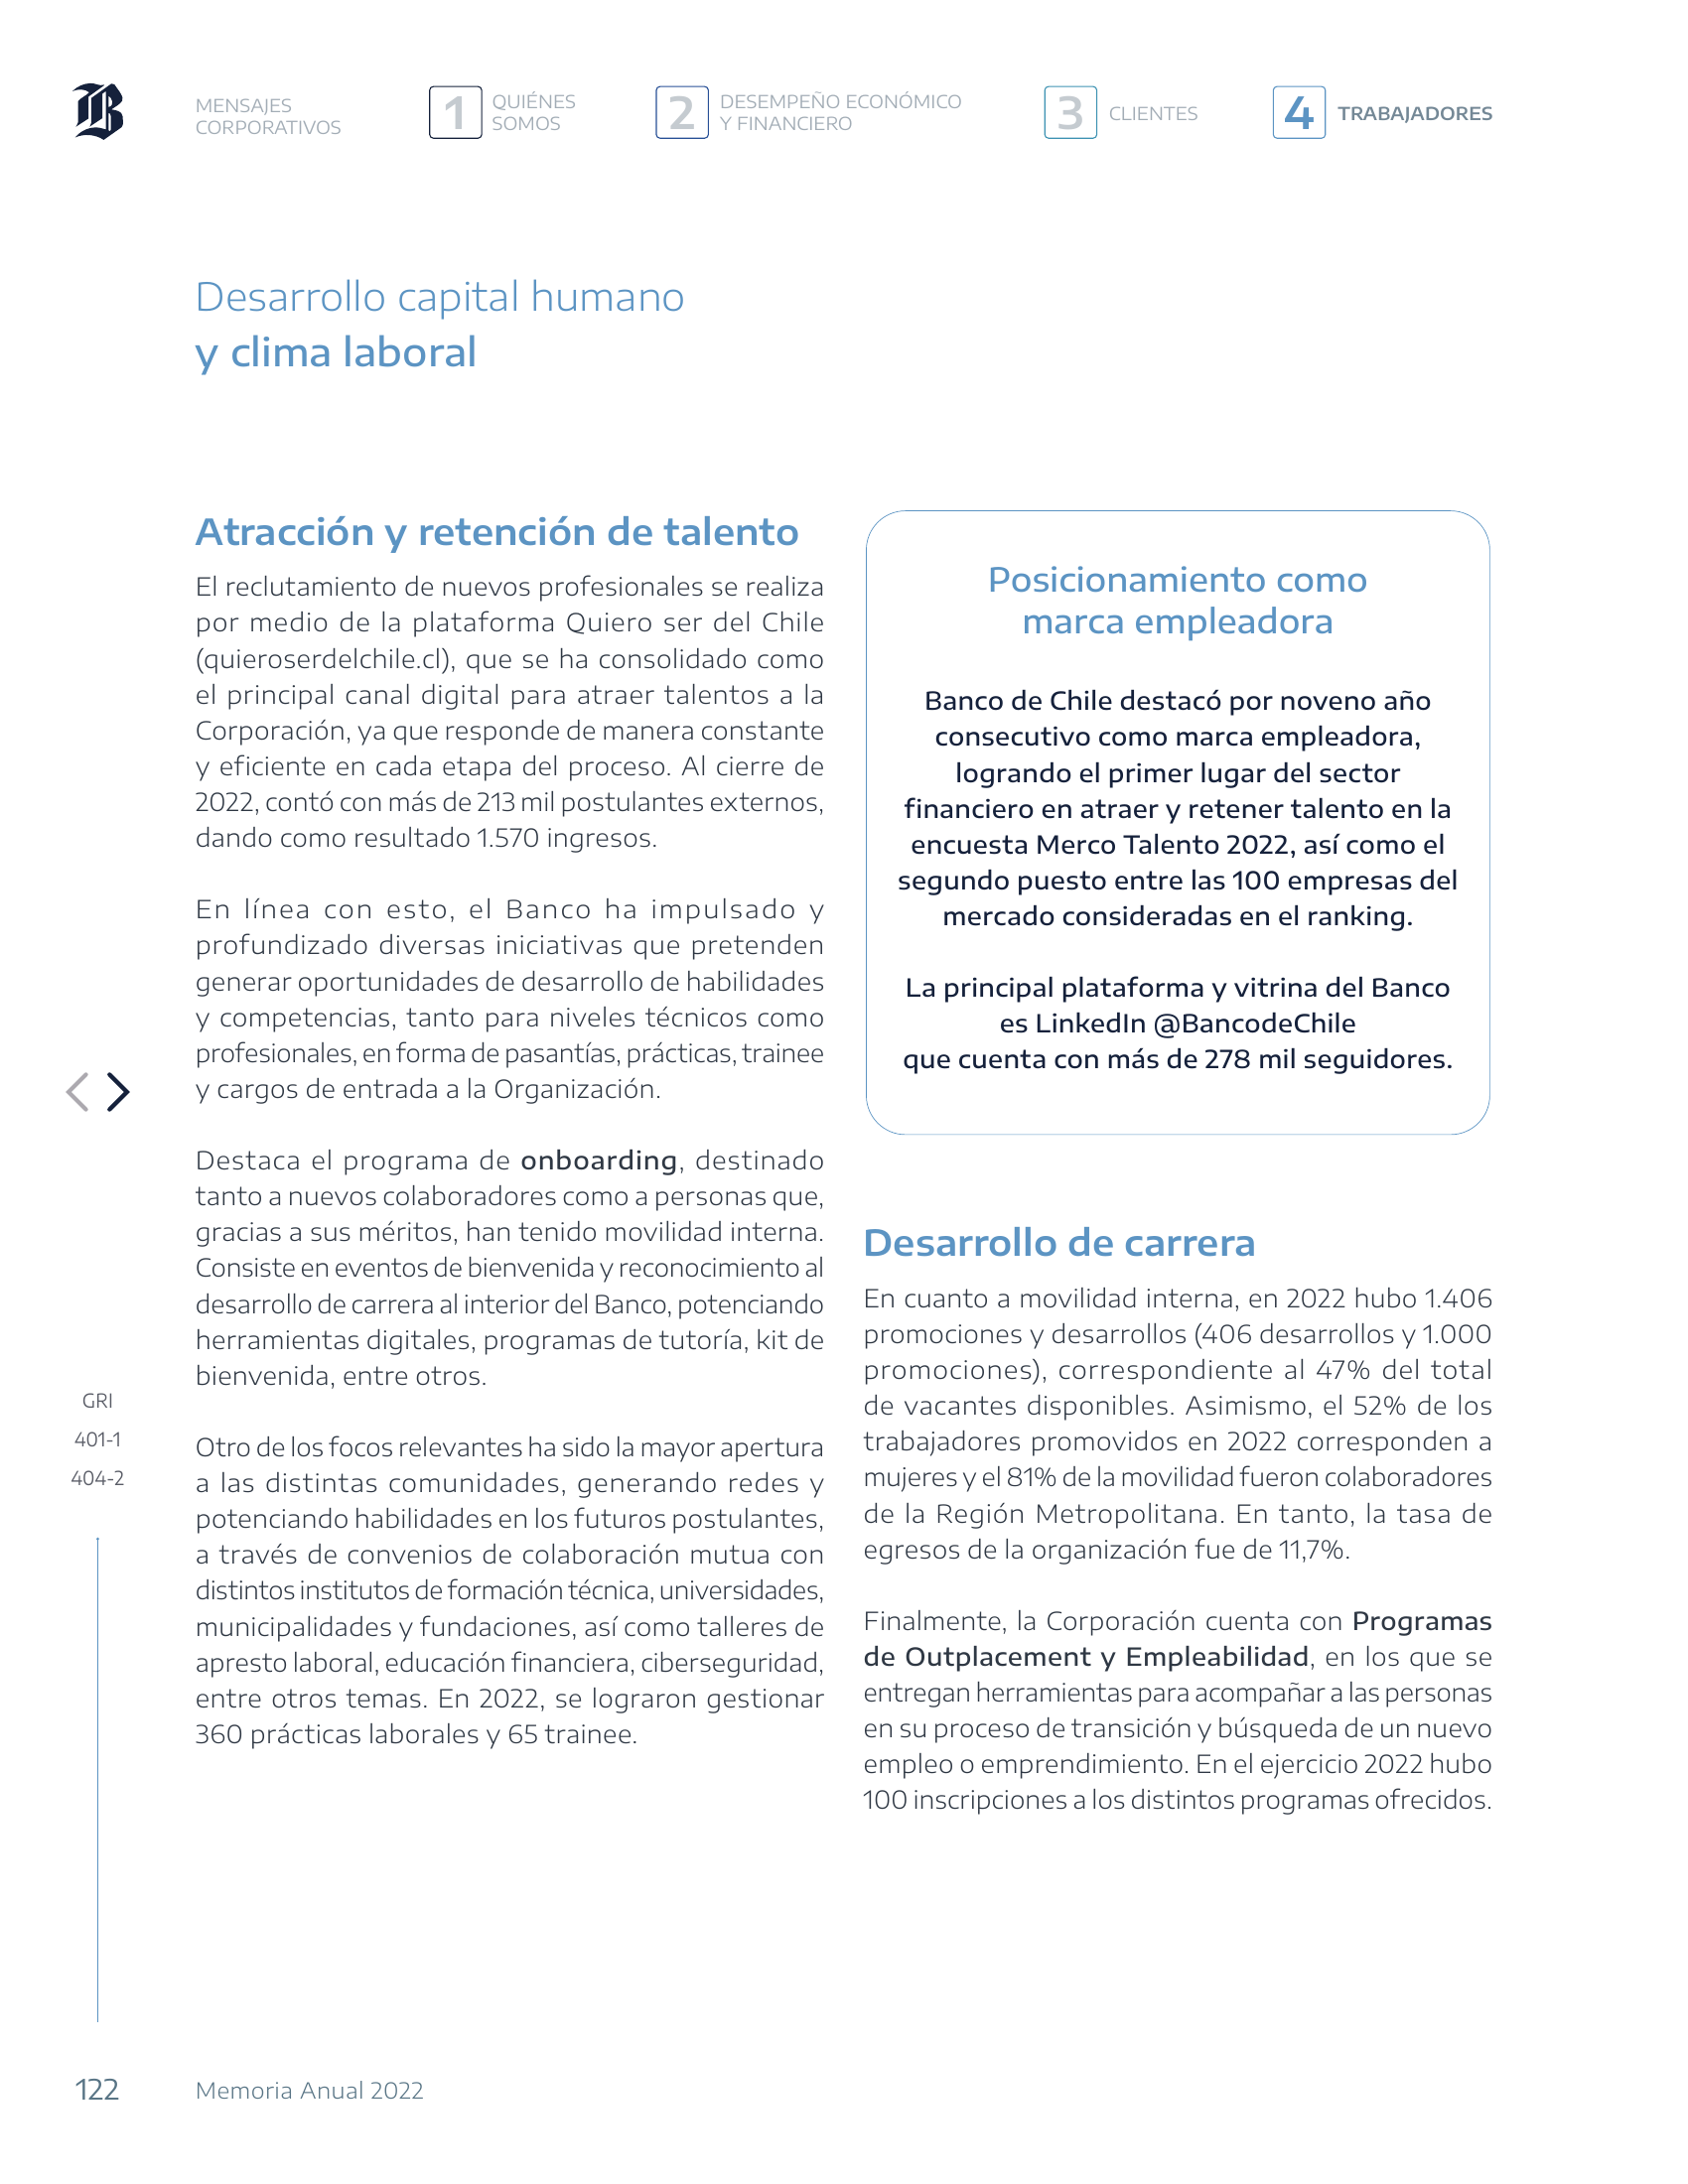 MENSAJES
CORPORATIVOS
1
QUIÉNES
SOMOS
2
DESEMPEÑO ECONÓMICO
Y FINANCIERO
3
CLIENTES
4
TRABAJADORES
Desarrollo capital humano
y clima laboral
Atracción y retención de talento
El reclutamiento de nuevos profesionales se realiza
por medio de la plataforma Quiero ser del Chile
(quieroserdelchile.cl), que se ha consolidado como
el principal canal digital para atraer talentos a la
Corporación, ya que responde de manera constante
y eficiente en cada etapa del proceso. Al cierre de
2022, contó con más de 213 mil postulantes externos,
dando como resultado 1.570 ingresos.
En línea con esto, el Banco ha impulsado y
profundizado diversas iniciativas que pretenden
generar oportunidades de desarrollo de habilidades
y competencias, tanto para niveles técnicos como
profesionales, en forma de pasantías, prácticas, trainee
y cargos de entrada a la Organización.
Destaca el programa de onboarding, destinado
tanto a nuevos colaboradores como a personas que,
gracias a sus méritos, han tenido movilidad interna.
Consiste en eventos de bienvenida y reconocimiento al
desarrollo de carrera al interior del Banco, potenciando
herramientas digitales, programas de tutoría, kit de
bienvenida, entre otros.
Otro de los focos relevantes ha sido la mayor apertura
a las distintas comunidades, generando redes y
potenciando habilidades en los futuros postulantes,
a través de convenios de colaboración mutua con
distintos institutos de formación técnica, universidades,
municipalidades y fundaciones, así como talleres de
apresto laboral, educación financiera, ciberseguridad,
entre otros temas. En 2022, se lograron gestionar
360 prácticas laborales y 65 trainee.
Posicionamiento como
marca empleadora
Banco de Chile destacó por noveno año
consecutivo como marca empleadora,
logrando el primer lugar del sector
financiero en atraer y retener talento en la
encuesta Merco Talento 2022, así como el
segundo puesto entre las 100 empresas del
mercado consideradas en el ranking.
La principal plataforma y vitrina del Banco
es LinkedIn @BancodeChile
que cuenta con más de 278 mil seguidores.
Desarrollo de carrera
En cuanto a movilidad interna, en 2022 hubo 1.406
promociones y desarrollos (406 desarrollos y 1.000
promociones), correspondiente al 47% del total
de vacantes disponibles. Asimismo, el 52% de los
trabajadores promovidos en 2022 corresponden a
mujeres y el 81% de la movilidad fueron colaboradores
de la Región Metropolitana. En tanto, la tasa de
egresos de la organización fue de 11,7%.
Finalmente, la Corporación cuenta con Programas
de Outplacement y Empleabilidad, en los que se
entregan herramientas para acompañar a las personas
en su proceso de transición y búsqueda de un nuevo
empleo o emprendimiento. En el ejercicio 2022 hubo
100 inscripciones a los distintos programas ofrecidos.
GRI
401-1
404-2
122
Memoria Anual 2022